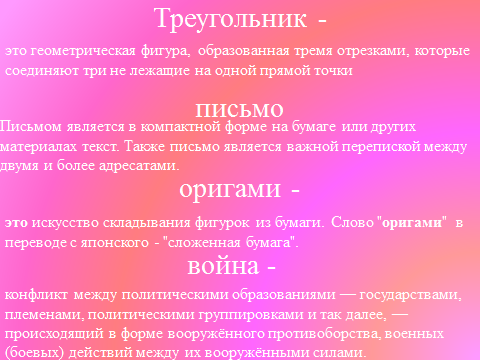 Треугольник -
это геометрическая фигура, образованная тремя отрезками, которые
соединяют три не лежащие на одной прямой точки
письмо
Письмом является в компактной форме на бумаге или других
материалах текст. Также письмо является важной перепиской между
двумя и более адресатами.
оригами -
это искусство складывания фигурок из бумаги. Слово "оригами" в
переводе с японского - "сложенная бумага".
война -
конфликт между политическими образованиями — государствами,
племенами, политическими группировками и так далее, —
происходящий в форме вооружённого противоборства, военных
(боевых) действий между их вооружёнными силами.